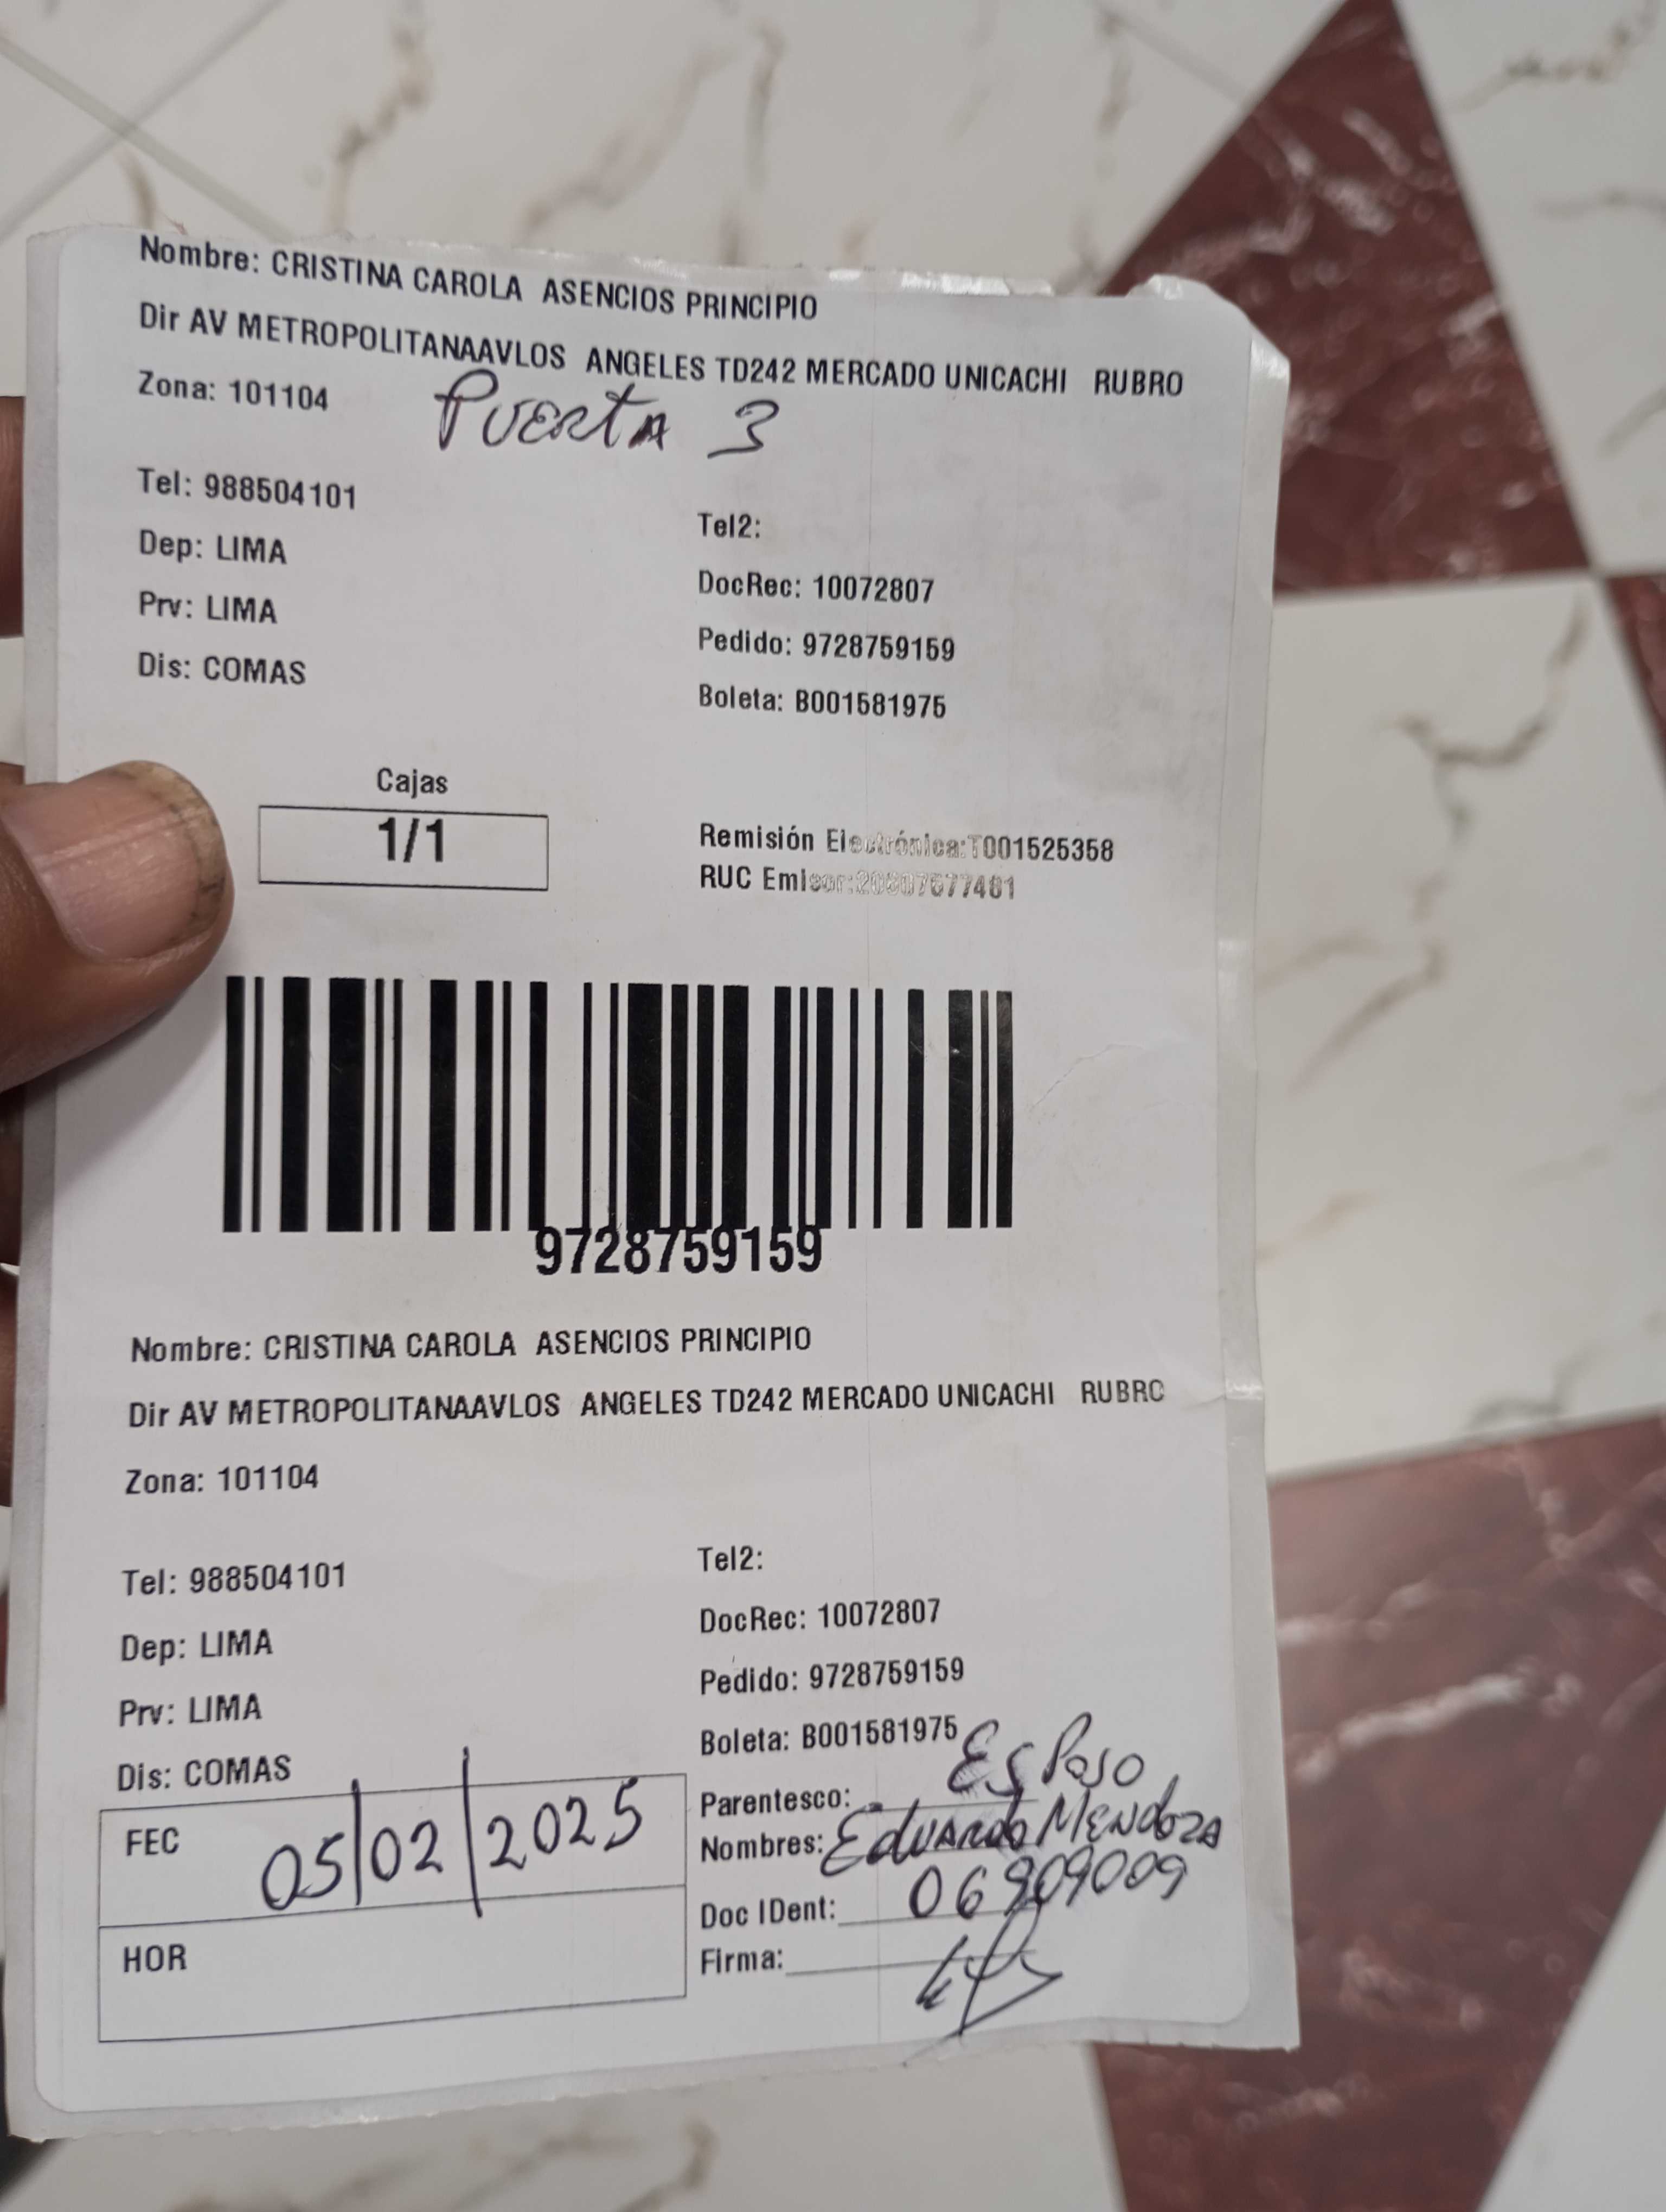 Nombre: CRISTINA CAROLA ASENCIOS PRINCIPIO
Dir AV METROPOLITANAAVLOS ANGELES TD242 MERCADO UNICACHI RUBRO
Zona: 101104
Puerta 3
Tel: 988504101
Tel2:
Dep: LIMA
DocRec: 10072807
Prv: LIMA
Pedido: 9728759159
Dis: COMAS
Boleta: B001581975
Cajas
1/1
Remisión Electrónica:T001525358
RUC Emisor:
9728759159
Nombre: CRISTINA CAROLA ASENCIOS PRINCIPIO
Dir AV METROPOLITANAAVLOS ANGELES TD242 MERCADO UNICACHI RUBRO
Zona: 101104
Tel: 988504101
Tel2:
Dep: LIMA
DocRec: 10072807
Prv: LIMA
Pedido: 9728759159
Dis: COMAS
Boleta: B001581975
FEC 05/02/2025
HOR
Parentesco: Esposo
Nombres: Eduardo Mendoza
Doc IDent: 06909009
Firma: